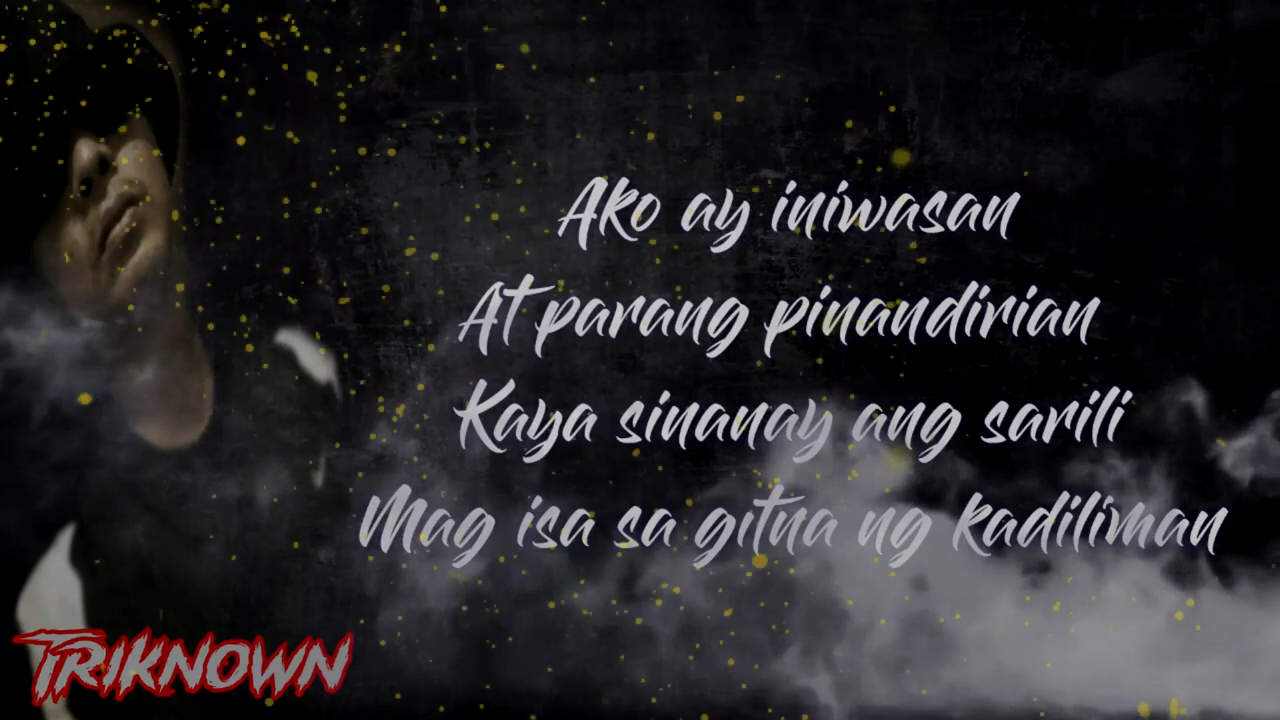 Ako ay iniwasan
At parang pinandirian
Kaya sinanay ang sarili
Mag isa sa gitna ng kadiliman
TRIKNOWN